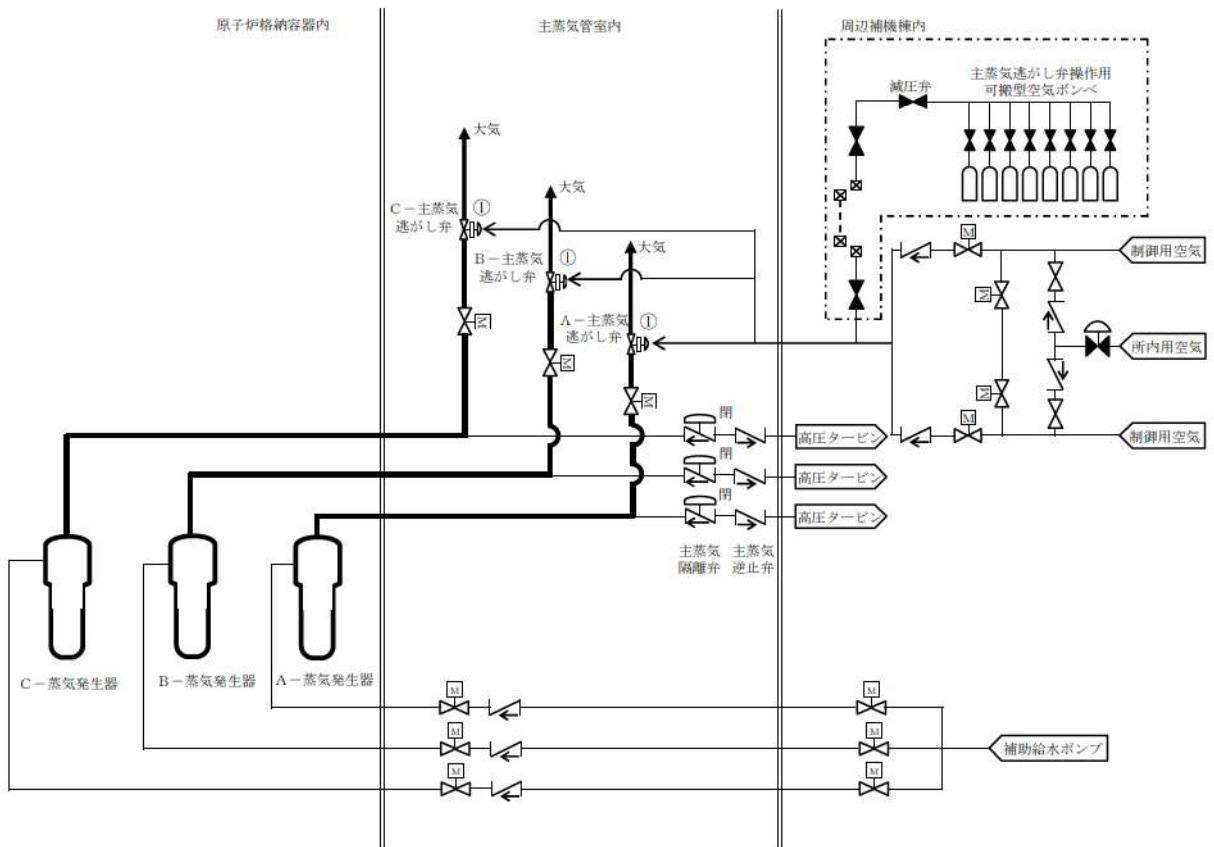 原子炉格納容器内
主蒸気管室内
周辺補機棟内
主蒸気逃がし弁操作用
可搬型空気ボンベ
減圧弁
大気
大気
大気
C-主蒸気
逃がし弁
①
B-主蒸気
逃がし弁
①
A-主蒸気
逃がし弁
①
M
M
M
M
制御用空気
M
所内用空気
M
M
制御用空気
閉
高圧タービン
閉
高圧タービン
閉
高圧タービン
主蒸気
隔離弁
主蒸気
逆止弁
C-蒸気発生器
B-蒸気発生器
A-蒸気発生器
M
M
M
M
補助給水ポンプ
M
M